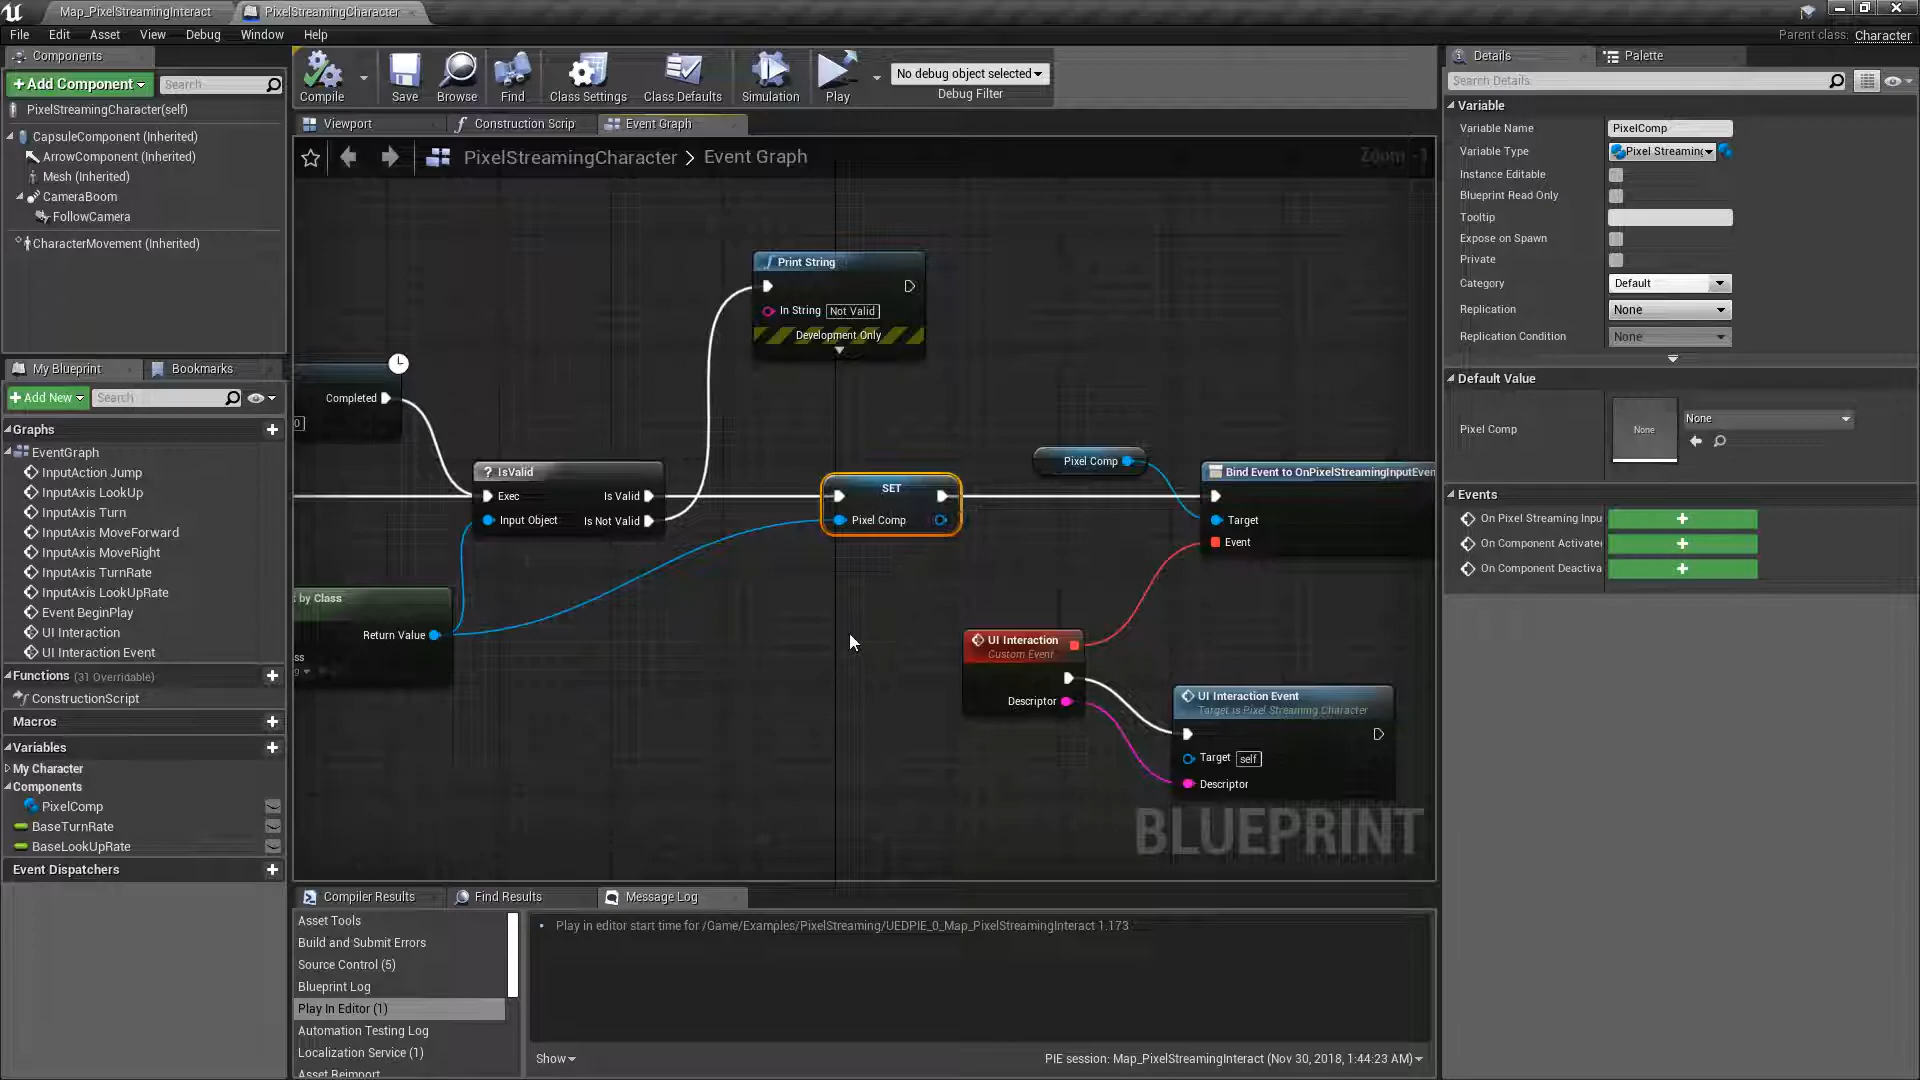 Map_PixelStreamingInteract
PixelStreamingCharacter
File Edit Asset View Debug Window Help
Parent class: Character
Components
+Add Component
Search
PixelStreamingCharacter(self)
CapsuleComponent (Inherited)
ArrowComponent (Inherited)
Mesh (Inherited)
CameraBoom
FollowCamera
CharacterMovement (Inherited)
My Blueprint
Bookmarks
+Add New
Search
Graphs
EventGraph
InputAction Jump
InputAxis LookUp
InputAxis Turn
InputAxis MoveForward
InputAxis MoveRight
InputAxis TurnRate
InputAxis LookUpRate
Event BeginPlay
UI Interaction
UI Interaction Event
Functions (31 Overridable)
ConstructionScript
Macros
Variables
My Character
Components
PixelComp
BaseTurnRate
BaseLookUpRate
Event Dispatchers
Compile
Save
Browse
Find
Class Settings
Class Defaults
Simulation
Play
No debug object selected
Debug Filter
Viewport
Construction Scrip
Event Graph
PixelStreamingCharacter > Event Graph
Zoom -1
Print String
In String Not Valid
Development Only
Completed
0
IsValid
Exec
Is Valid
Input Object
Is Not Valid
SET
Pixel Comp
Pixel Comp
Bind Event to OnPixelStreamingInputEven
Target
Event
t by Class
Return Value
ss
UI Interaction
Custom Event
Descriptor
UI Interaction Event
Target is Pixel Streaming Character
Target self
Descriptor
BLUEPRINT
Compiler Results
Find Results
Message Log
Asset Tools
Build and Submit Errors
Source Control (5)
Blueprint Log
Play In Editor (1)
Automation Testing Log
Localization Service (1)
Asset Reimport
Play in editor start time for /Game/Examples/PixelStreaming/UEDPIE_0_Map_PixelStreamingInteract 1.173
Show
PIE session: Map_PixelStreamingInteract (Nov 30, 2018, 1:44:23 AM)
Details
Palette
Search Details
Variable
Variable Name PixelComp
Variable Type Pixel Streaming
Instance Editable
Blueprint Read Only
Tooltip
Expose on Spawn
Private
Category Default
Replication None
Replication Condition None
Default Value
Pixel Comp
None
None
Events
On Pixel Streaming Inpu
On Component Activate
On Component Deactiva